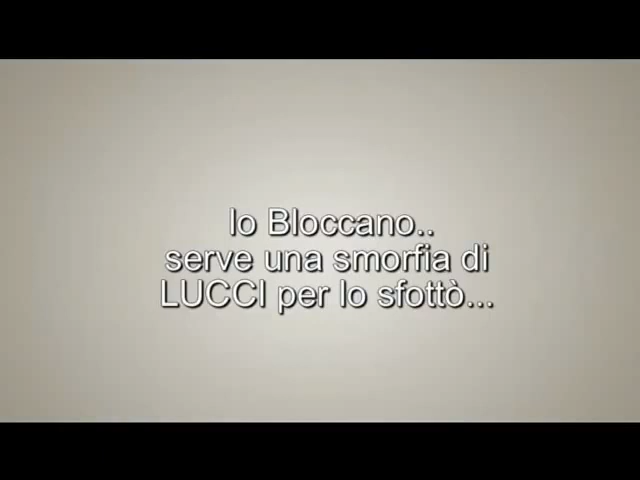 lo Bloccano..
serve una smorfia di
LUCCI per lo sfottò...